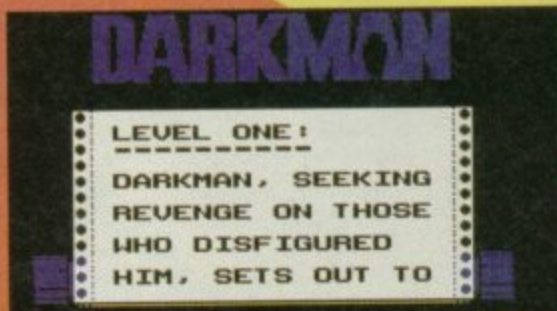 DARKMAN
LEVEL ONE:
DARKMAN, SEEKING
REVENGE ON THOSE
WHO DISFIGURED
HIM, SETS OUT TO